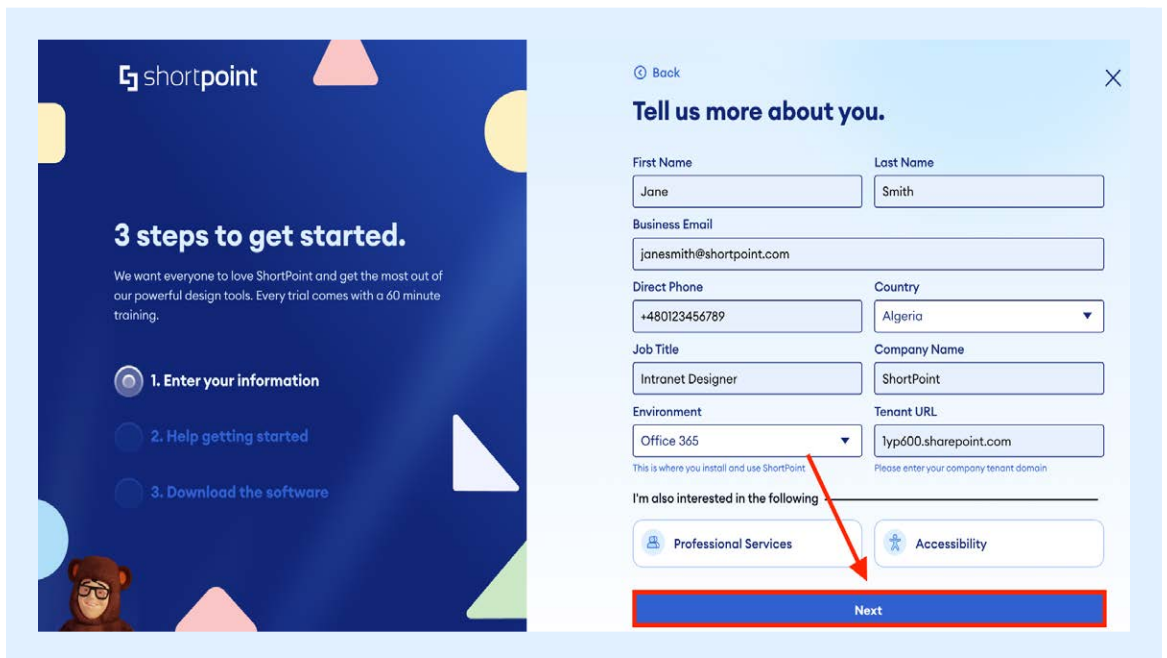 shortpoint
3 steps to get started.
We want everyone to love ShortPoint and get the most out of
our powerful design tools. Every trial comes with a 60 minute
training.
1. Enter your information
2. Help getting started
3. Download the software
Back
Tell us more about you.
First Name
Last Name
Jane
Smith
Business Email
janesmith@shortpoint.com
Direct Phone
Country
+480123456789
Algeria
Job Title
Company Name
Intranet Designer
ShortPoint
Environment
Tenant URL
Office 365
1yp600.sharepoint.com
This is where you install and use ShortPoint
Please enter your company tenant domain
I'm also interested in the following
Professional Services
Accessibility
Next